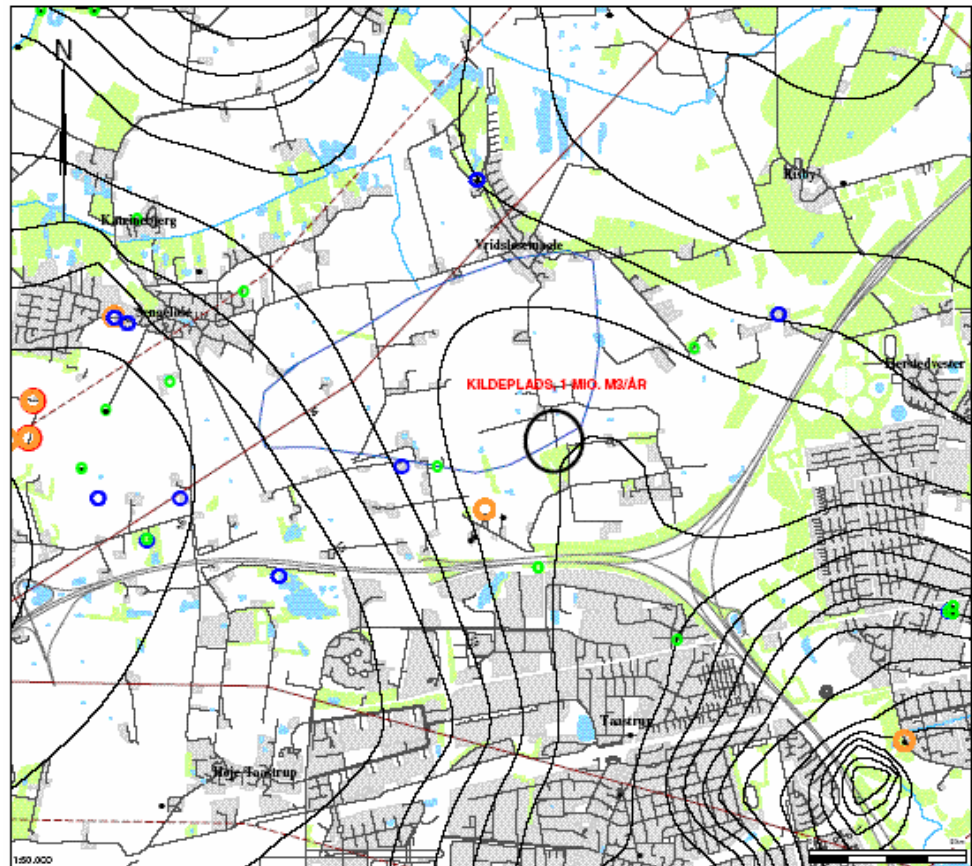 N
Risby
Katrinebjerg
Vridsløsemagle
Sengeløse
Herstedvester
KILDEPLADS, 1 MIO. M3/ÅR
Taastrup
Høje Taastrup
1:50.000